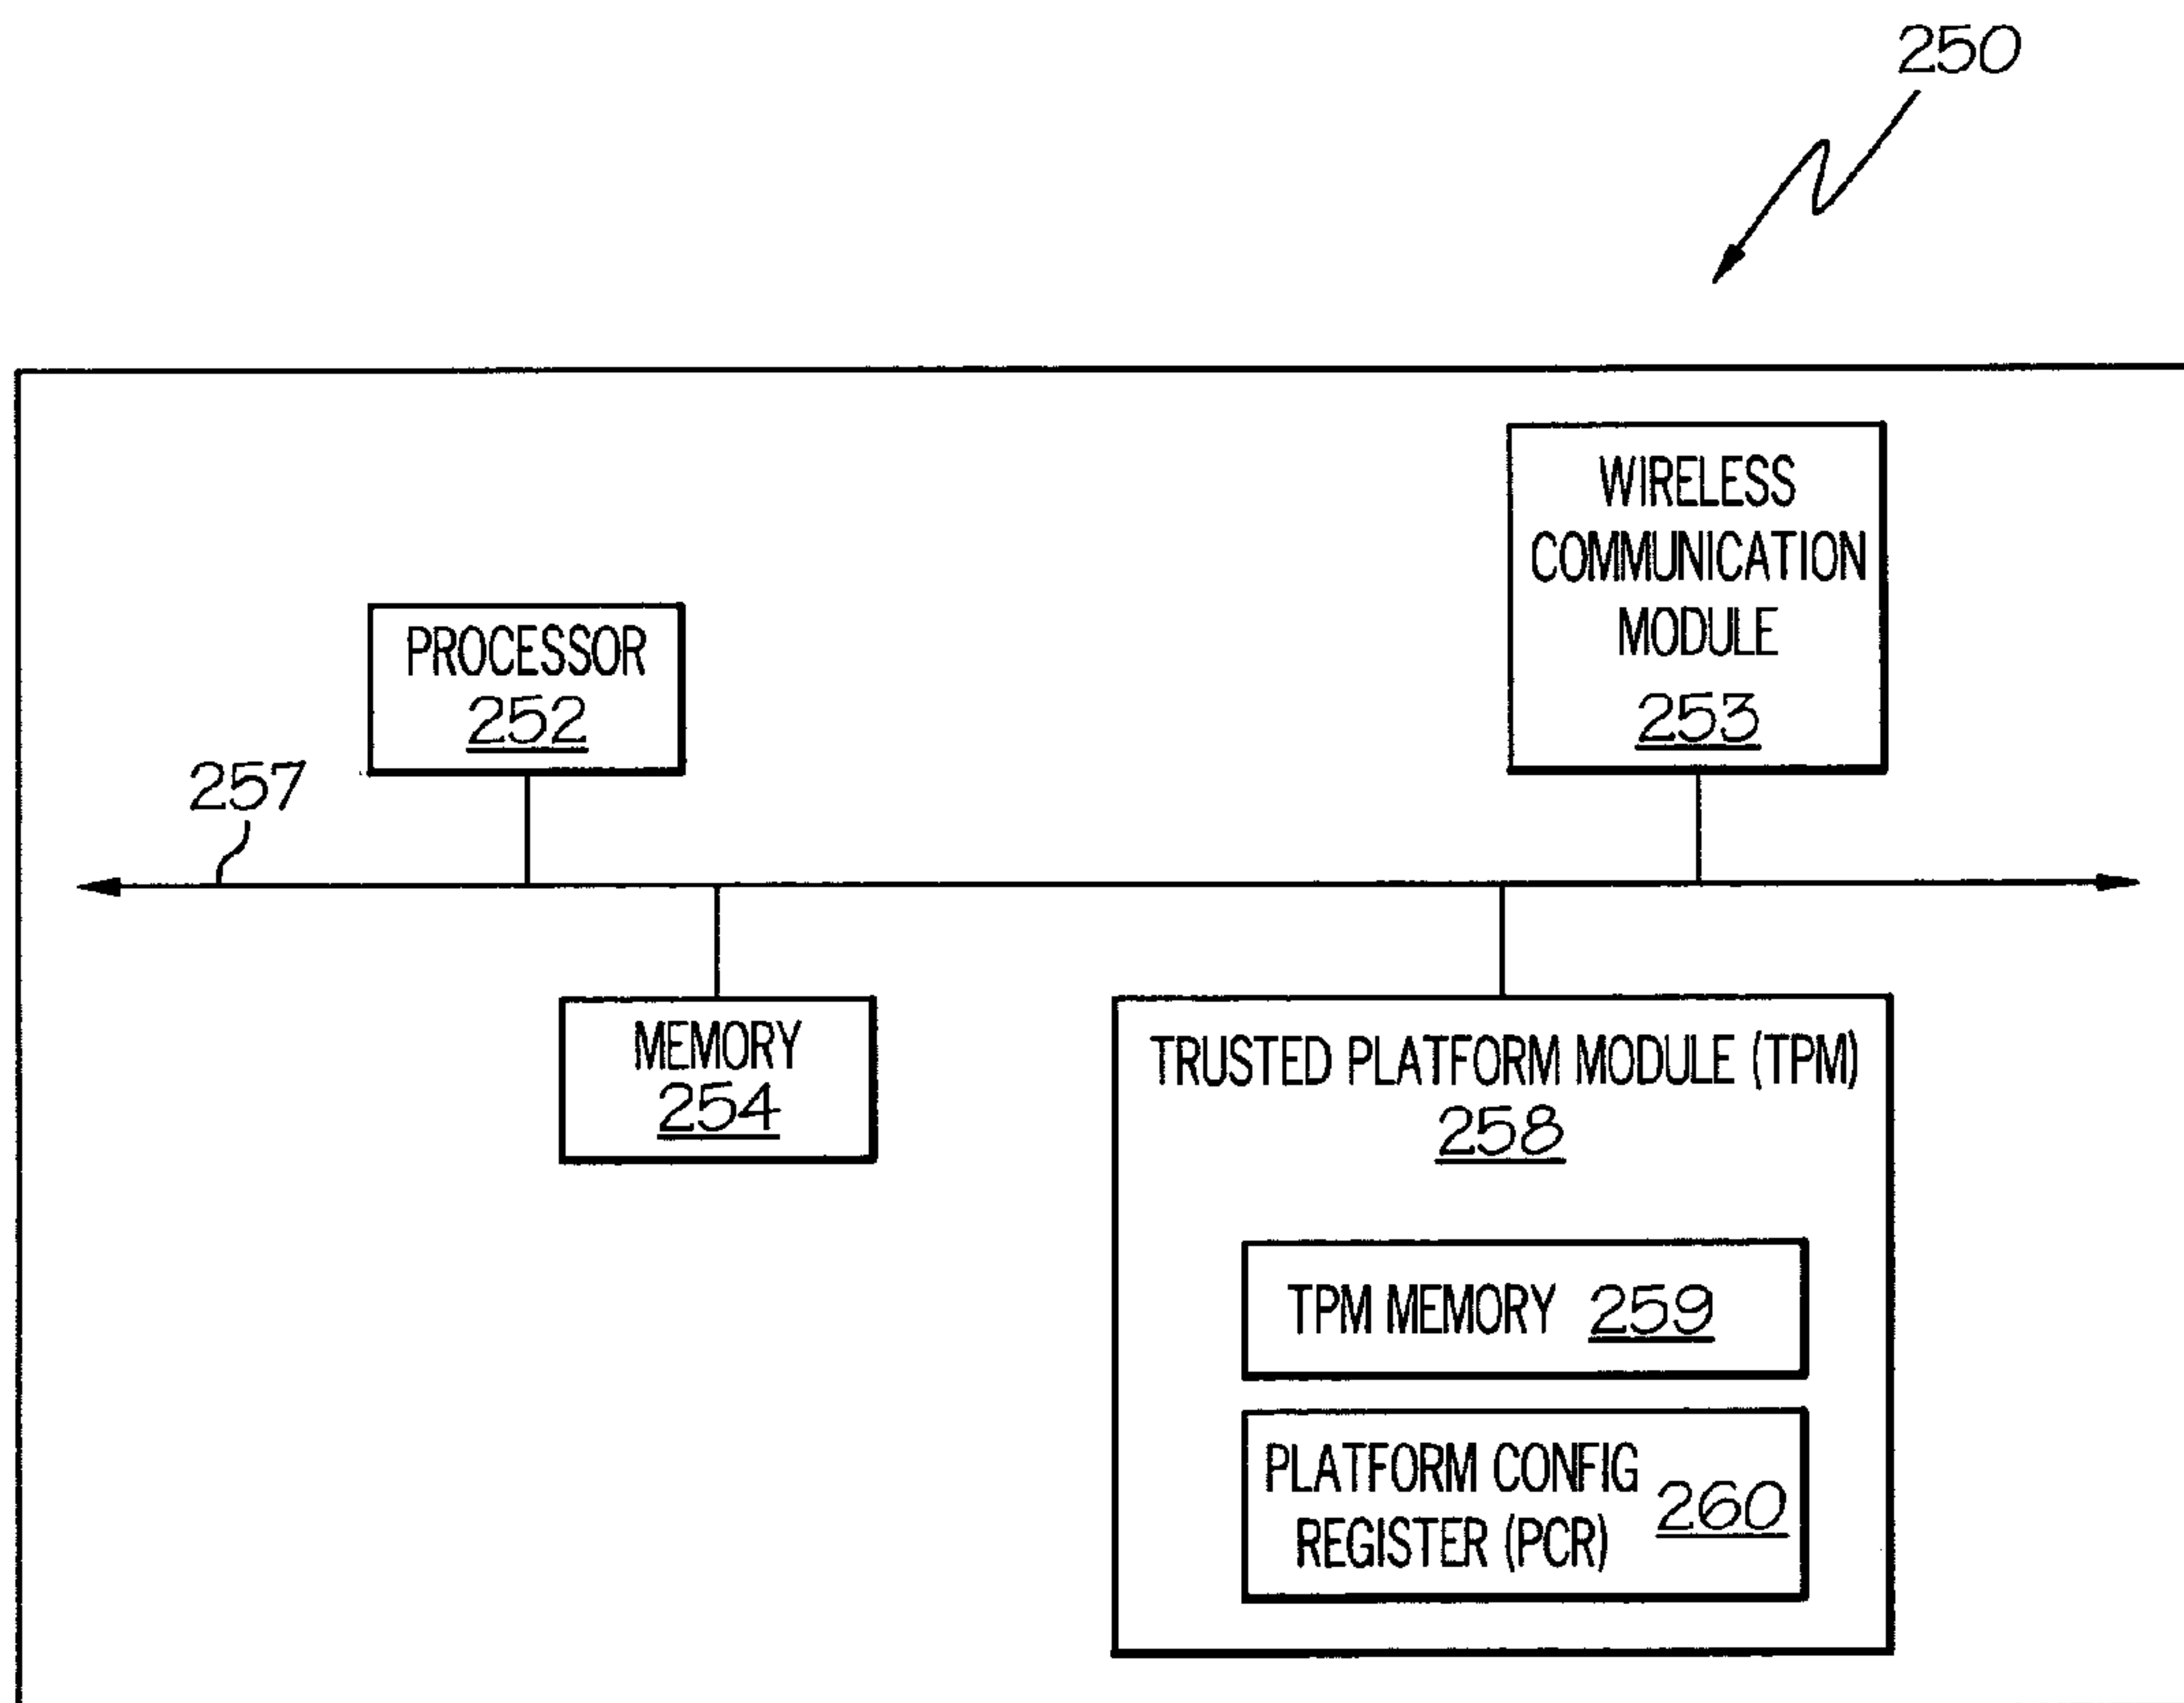 250
WIRELESS
COMMUNICATION
MODULE
253
PROCESSOR
252
257
MEMORY
254
TRUSTED PLATFORM MODULE (TPM)
258
TPM MEMORY 259
PLATFORM CONFIG
REGISTER (PCR)
260